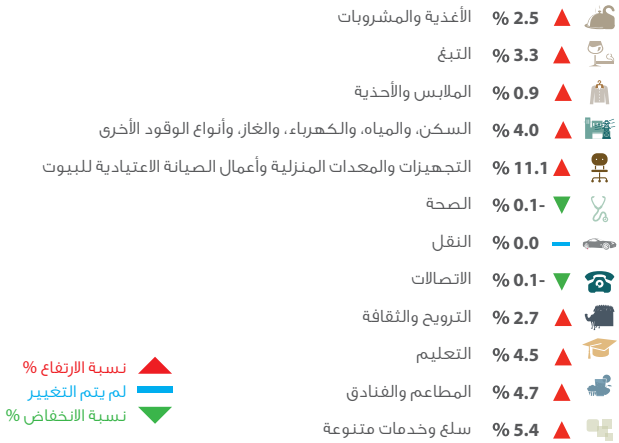 % 2.5 الأغذية والمشروبات
% 3.3 التبغ
% 0.9 الملابس والأحذية
% 4.0 السكن، والمياه، والكهرباء، والغاز، وأنواع الوقود الأخرى
% 11.1 التجهيزات والمعدات المنزلية وأعمال الصيانة الاعتيادية للبيوت
% 0.1- الصحة
% 0.0 النقل
% 0.1- الاتصالات
% 2.7 الترويح والثقافة
% 4.5 التعليم
% 4.7 المطاعم والفنادق
% 5.4 سلع وخدمات متنوعة
نسبة الارتفاع %
لم يتم التغيير
نسبة الانخفاض %